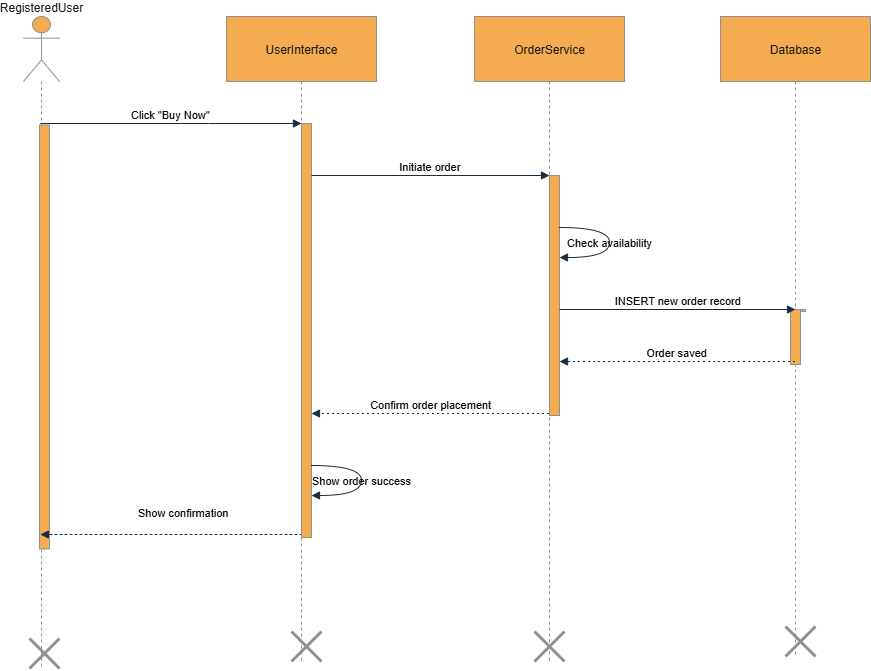 RegisteredUser
UserInterface
OrderService
Database
Click "Buy Now"
Initiate order
Check availability
INSERT new order record
Order saved
Confirm order placement
Show order success
Show confirmation